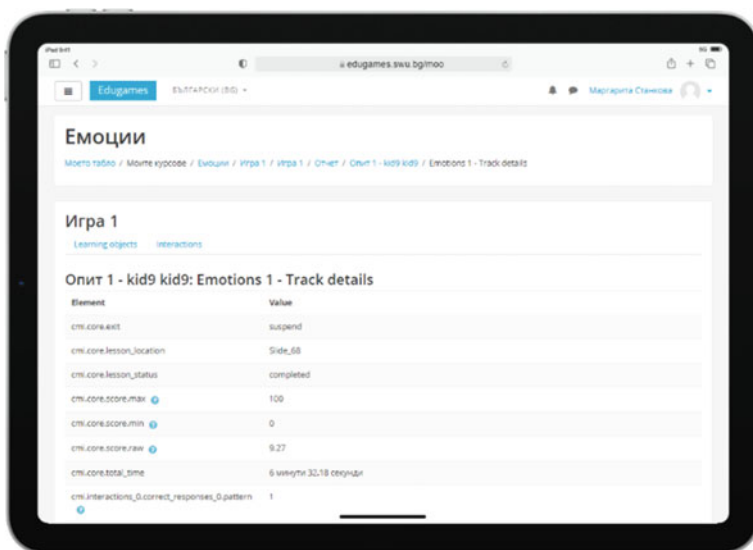 iPad 9:41
5G
edugames.swu.bg/moo
Edugames БЪЛГАРСКИ (BG) Маргарита Станкова
Емоции
Моето табло / Моите курсове / Емоции / Игра 1 / Игра 1 / Отчет / Опит 1 - kid9 kid9 / Emotions 1 - Track details
Игра 1
Learning objects Interactions
Опит 1 - kid9 kid9: Emotions 1 - Track details
Element Value
cmi.core.exit suspend
cmi.core.lesson_location Slide_68
cmi.core.lesson_status completed
cmi.core.score.max 100
cmi.core.score.min 0
cmi.core.score.raw 9.27
cmi.core.total_time 6 минути 32.18 секунди
cmi.interactions_0.correct_responses_0.pattern 1